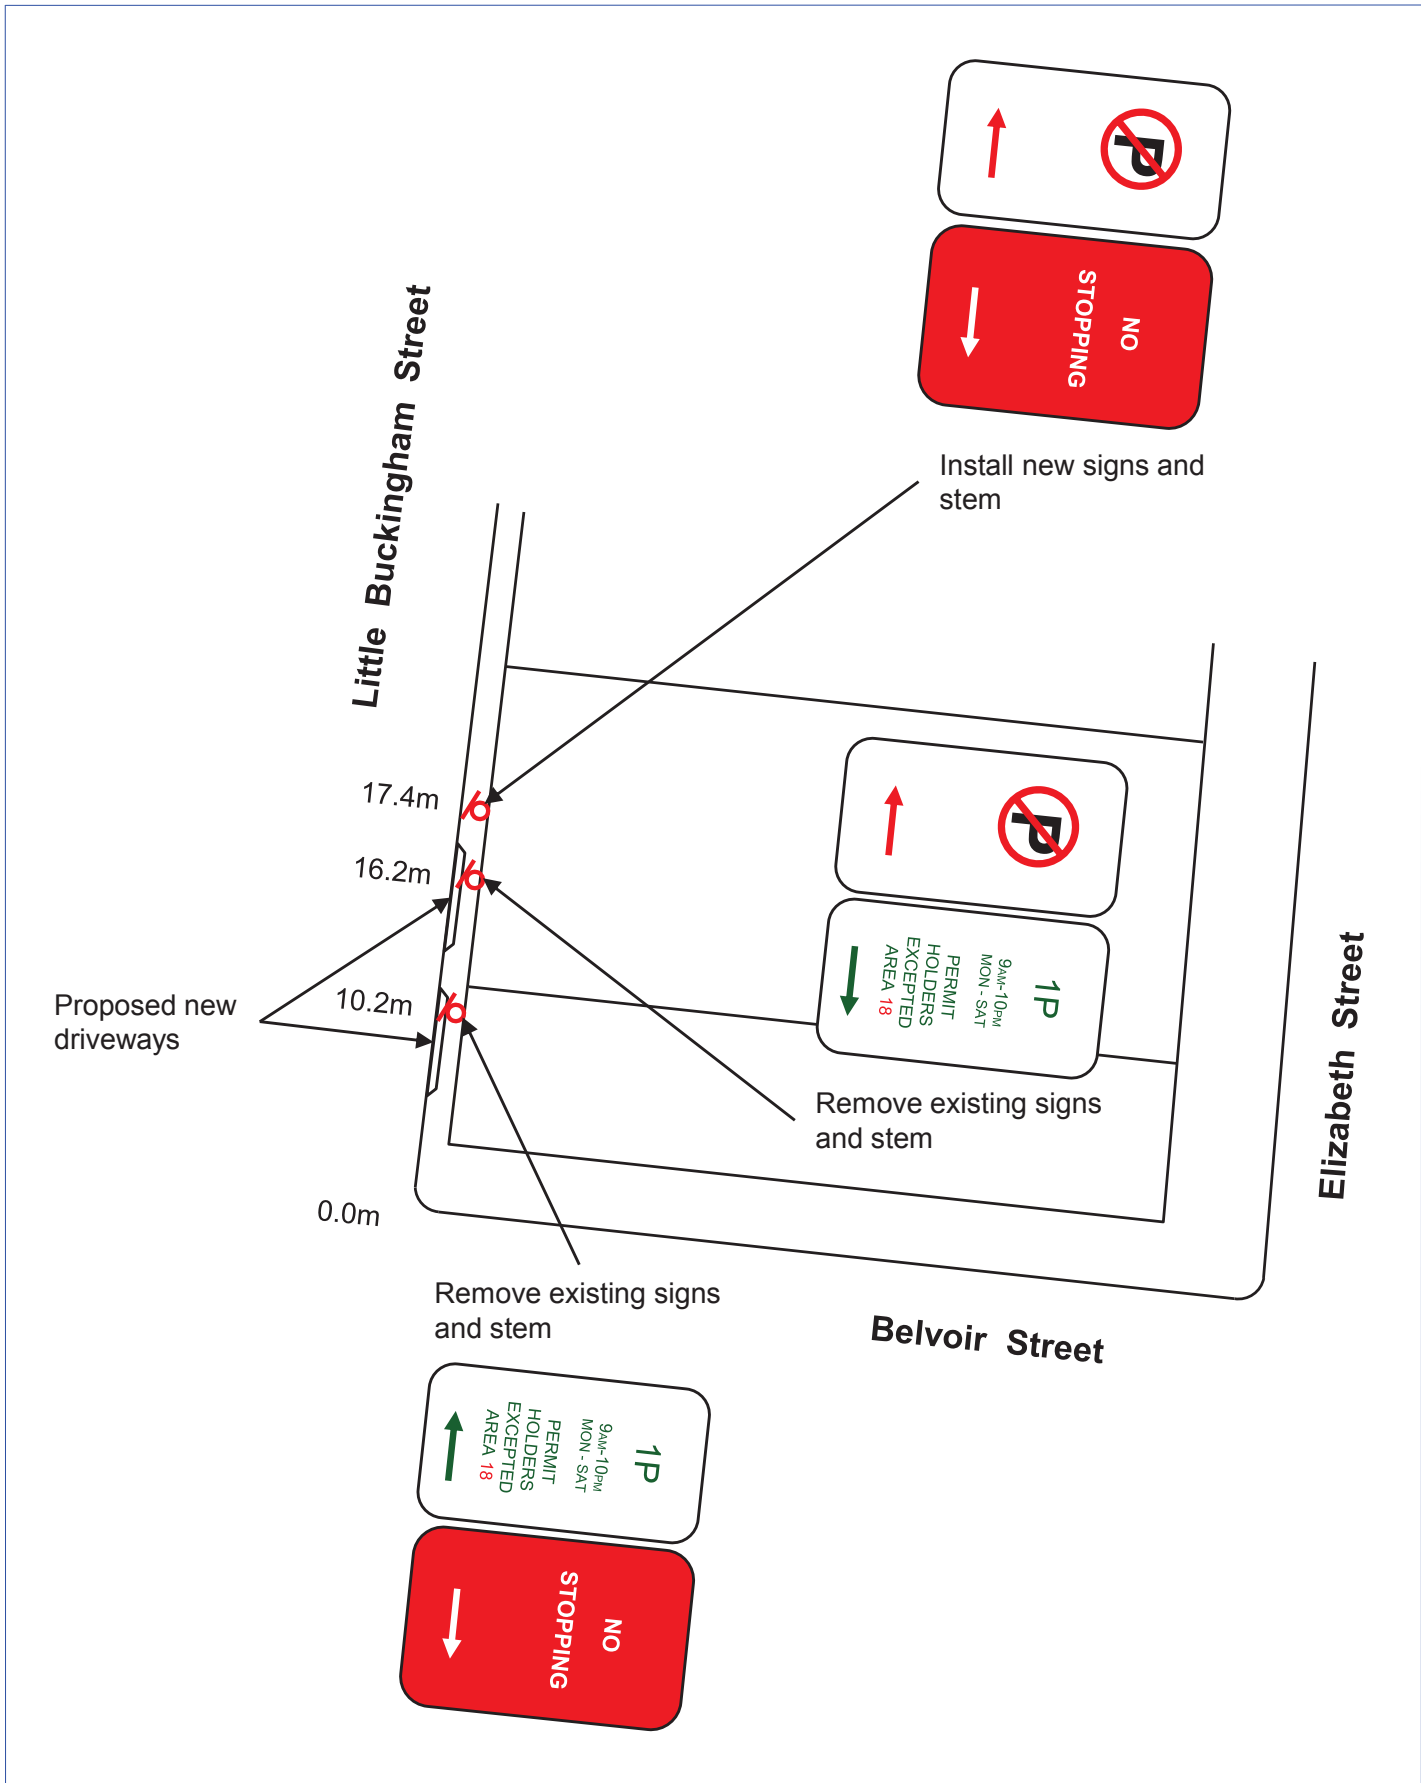 P
NO
STOPPING
Install new signs and
stem
Little Buckingham Street
17.4m
16.2m
10.2m
0.0m
Proposed new
driveways
P
1P
9AM-10PM
MON - SAT
PERMIT
HOLDERS
EXCEPTED
AREA 18
Remove existing signs
and stem
Elizabeth Street
Remove existing signs
and stem
Belvoir Street
1P
9AM-10PM
MON - SAT
PERMIT
HOLDERS
EXCEPTED
AREA 18
NO
STOPPING